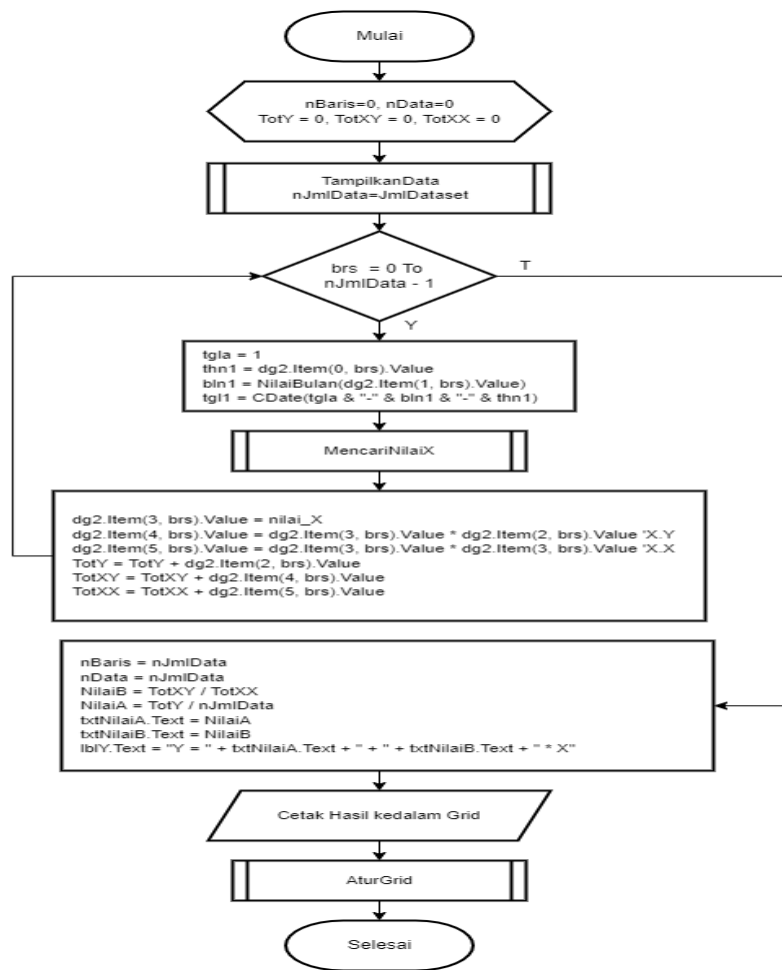 Mulai
nBaris=0, nData=0
TotY = 0, TotXY = 0, TotXX = 0
TampilkanData
nJmlData=JmlDataset
brs = 0 To
nJmlData - 1
T
Y
tgla = 1
thn1 = dg2.Item(0, brs).Value
bln1 = NilaiBulan(dg2.Item(1, brs).Value)
tgl1 = CDate(tgla & "-" & bln1 & "-" & thn1)
MencariNilaiX
dg2.Item(3, brs).Value = nilai_X
dg2.Item(4, brs).Value = dg2.Item(3, brs).Value * dg2.Item(2, brs).Value 'X.Y
dg2.Item(5, brs).Value = dg2.Item(3, brs).Value * dg2.Item(3, brs).Value 'X.X
TotY = TotY + dg2.Item(2, brs).Value
TotXY = TotXY + dg2.Item(4, brs).Value
TotXX = TotXX + dg2.Item(5, brs).Value
nBaris = nJmlData
nData = nJmlData
NilaiB = TotXY / TotXX
NilaiA = TotY / nJmlData
txtNilaiA.Text = NilaiA
txtNilaiB.Text = NilaiB
lblY.Text = "Y = " + txtNilaiA.Text + " + " + txtNilaiB.Text + " * X"
Cetak Hasil kedalam Grid
AturGrid
Selesai